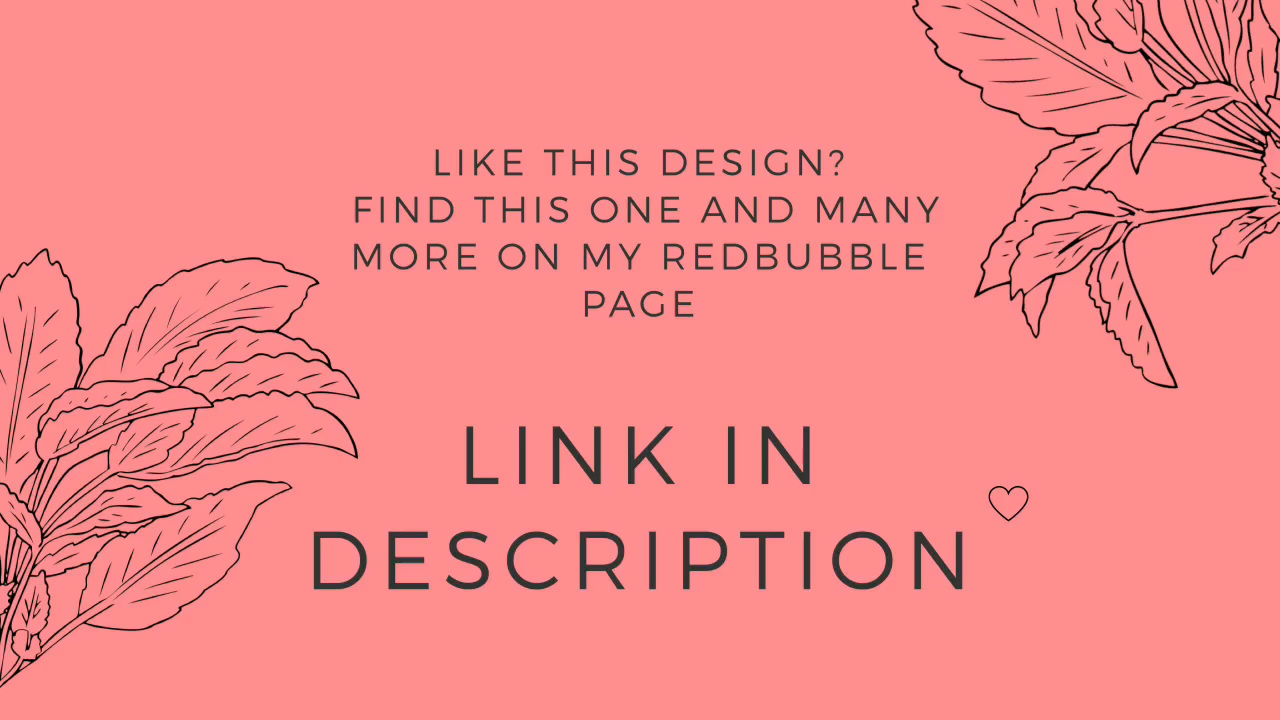 LIKE THIS DESIGN?
FIND THIS ONE AND MANY
MORE ON MY REDBUBBLE
PAGE
LINK IN
DESCRIPTION